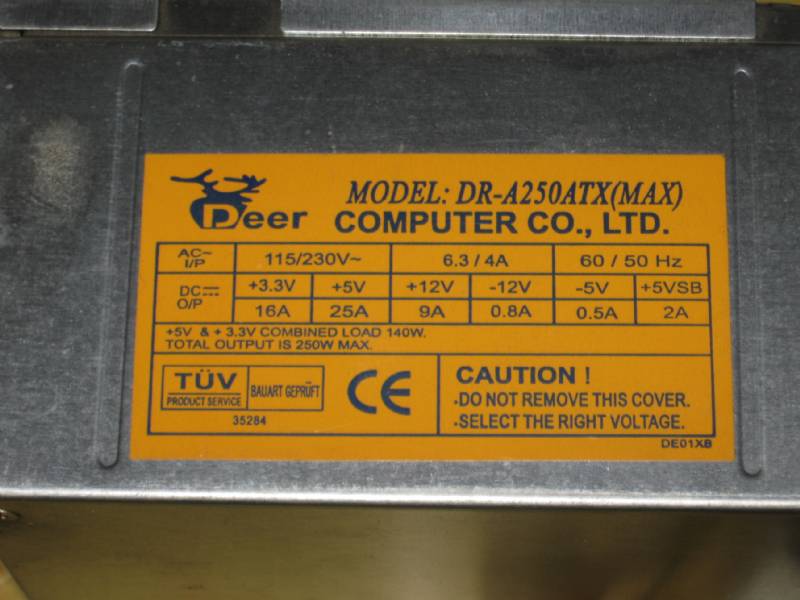 Deer
MODEL: DR-A250ATX(MAX)
COMPUTER CO., LTD.
AC~ I/P 115/230V~ 6.3 / 4A 60 / 50 Hz
DC⎓ O/P +3.3V +5V +12V -12V -5V +5VSB
16A 25A 9A 0.8A 0.5A 2A
+5V & +3.3V COMBINED LOAD 140W.
TOTAL OUTPUT IS 250W MAX.
TÜV
PRODUCT SERVICE
BAUART GEPRÜFT
35284
CE
CAUTION !
•DO NOT REMOVE THIS COVER.
•SELECT THE RIGHT VOLTAGE.
DE01XB